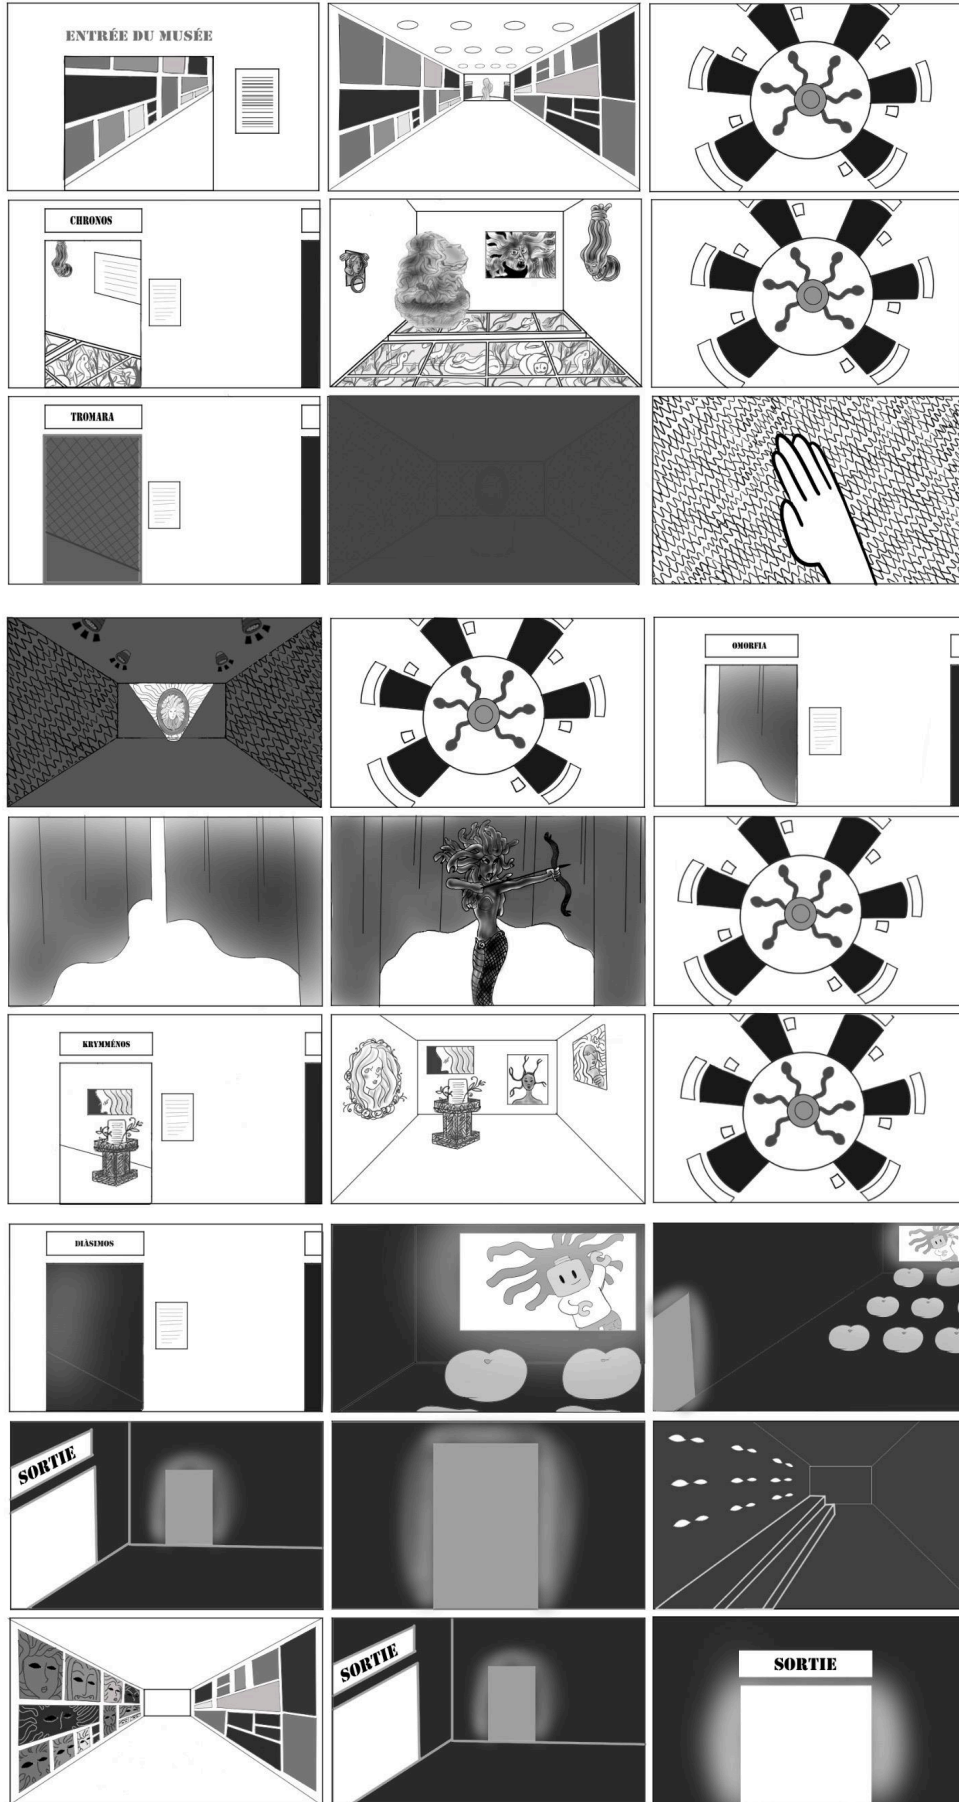 ENTRÉE DU MUSÉE
CHRONOS
TROMARA
OMORFIA
KRYMMÉNOS
DIÀSIMOS
SORTIE
SORTIE
SORTIE